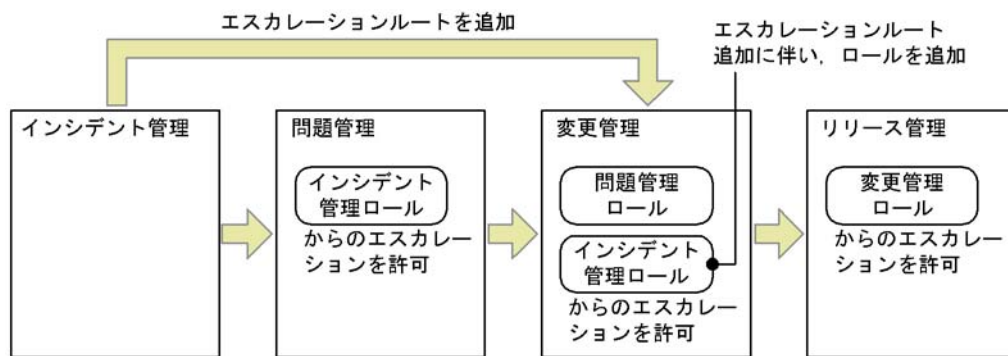 エスカレーションルートを追加
エスカレーションルート
追加に伴い，ロールを追加
インシデント管理
問題管理
インシデント
管理ロール
からのエスカレー
ションを許可
変更管理
問題管理
ロール
インシデント
管理ロール
からのエスカレー
ションを許可
リリース管理
変更管理
ロール
からのエスカレー
ションを許可